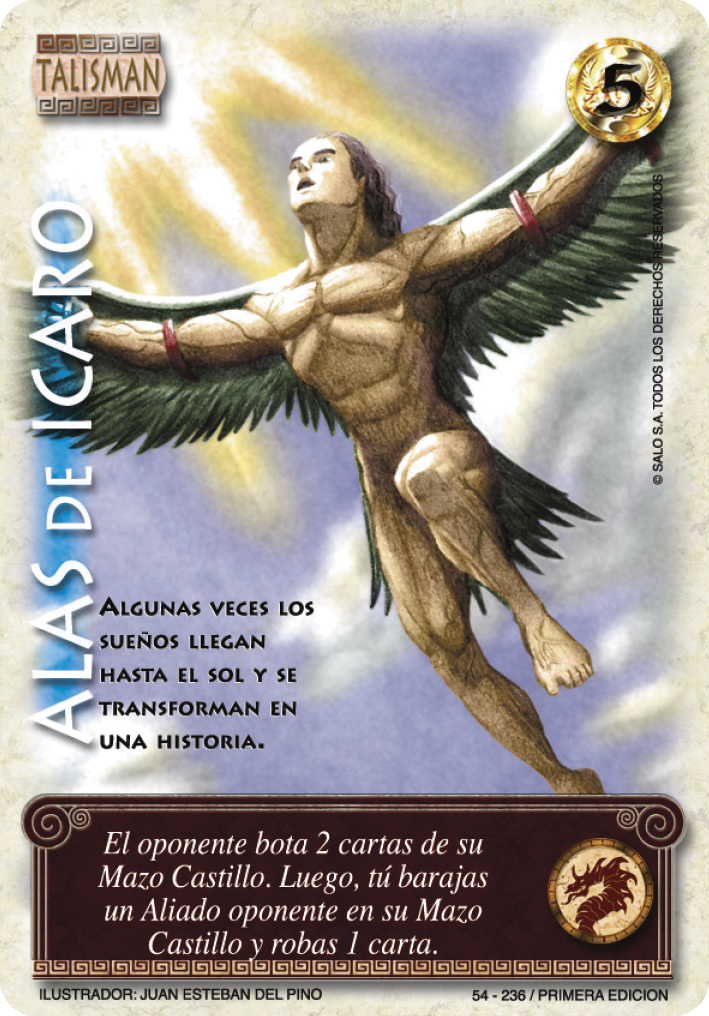 TALISMAN
5
ALAS DE ICARO
© SALO S.A. TODOS LOS DERECHOS RESERVADOS
ALGUNAS VECES LOS
SUEÑOS LLEGAN
HASTA EL SOL Y SE
TRANSFORMAN EN
UNA HISTORIA.
El oponente bota 2 cartas de su
Mazo Castillo. Luego, tú barajas
un Aliado oponente en su Mazo
Castillo y robas 1 carta.
ILUSTRADOR: JUAN ESTEBAN DEL PINO
54 - 236 / PRIMERA EDICION